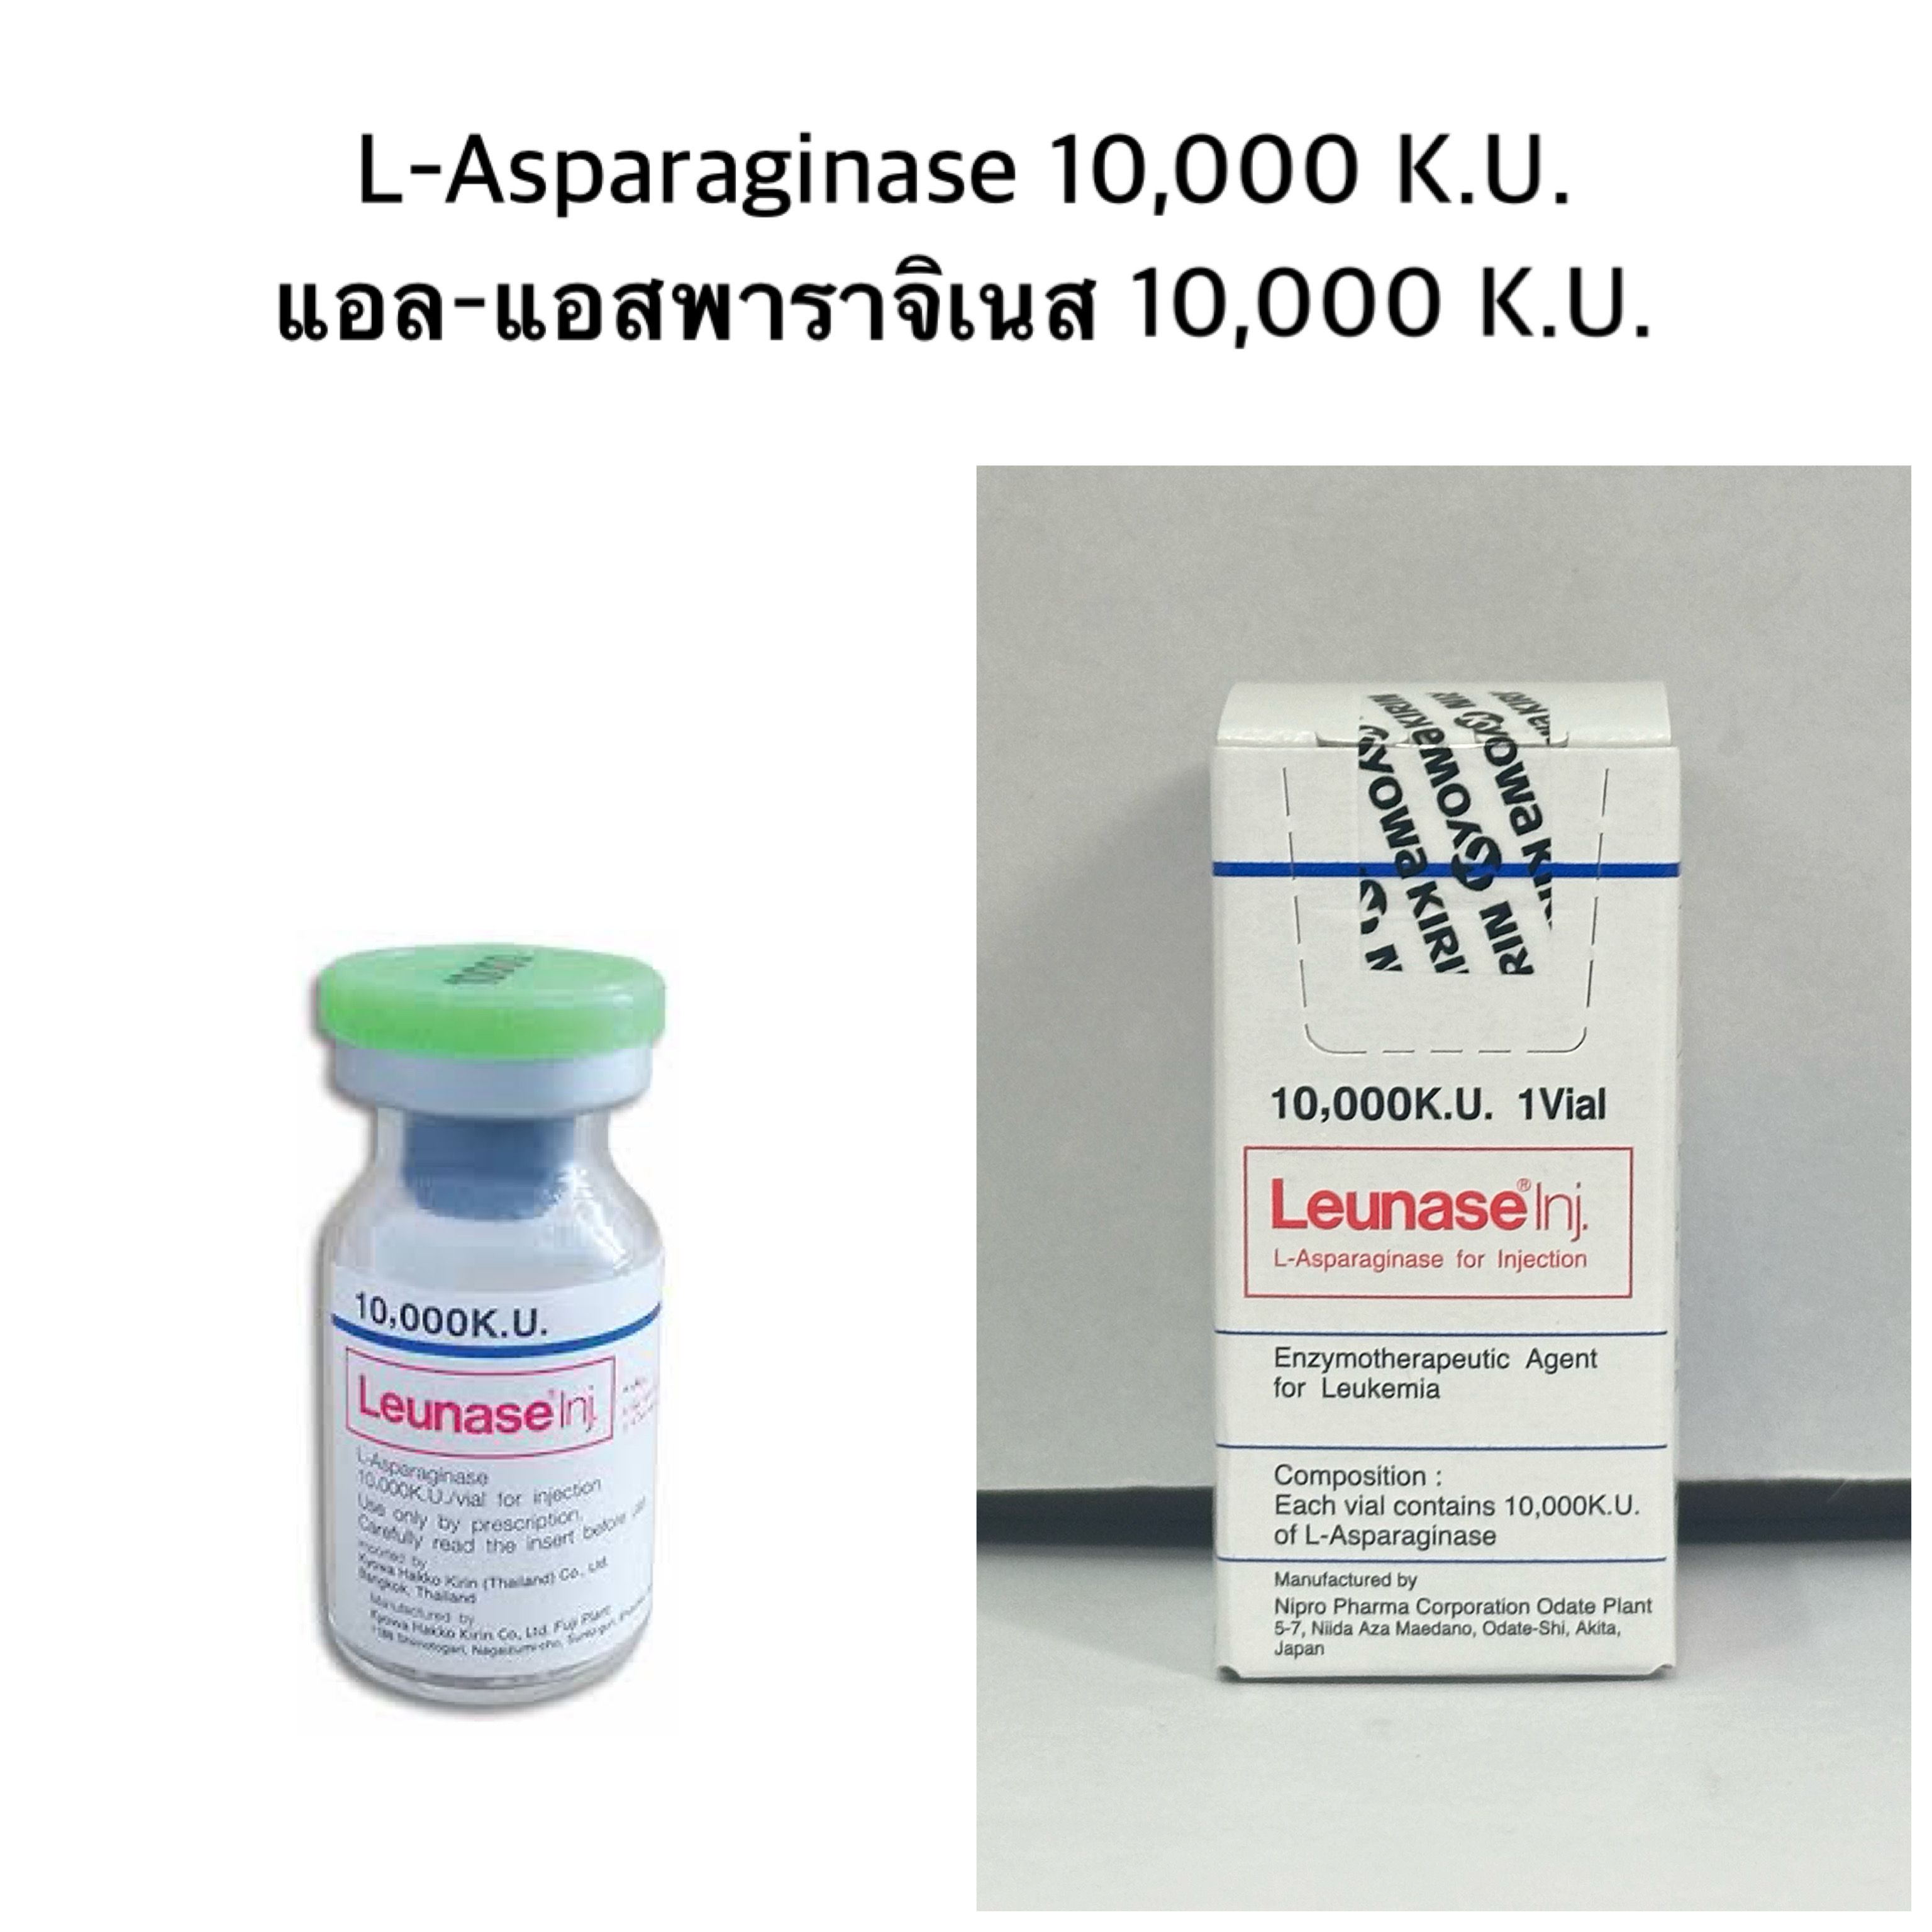 L-Asparaginase 10,000 K.U.
แอล-แอสพาราจิเนส 10,000 K.U.
10000
10,000K.U.
Leunase® Inj.
L-Asparaginase
10,000K.U./vial for injection
Use only by prescription.
Carefully read the insert before use
Imported by
Kyowa Hakko Kirin (Thailand) Co., Ltd.
Bangkok, Thailand
Manufactured by
Kyowa Hakko Kirin Co., Ltd. Fuji Plant
KYOWA KIRIN
KYOWA KIRIN
KYOWA KIRIN
10,000K.U. 1Vial
Leunase® Inj.
L-Asparaginase for Injection
Enzymotherapeutic Agent
for Leukemia
Composition :
Each vial contains 10,000K.U.
of L-Asparaginase
Manufactured by
Nipro Pharma Corporation Odate Plant
5-7, Niida Aza Maedano, Odate-Shi, Akita,
Japan